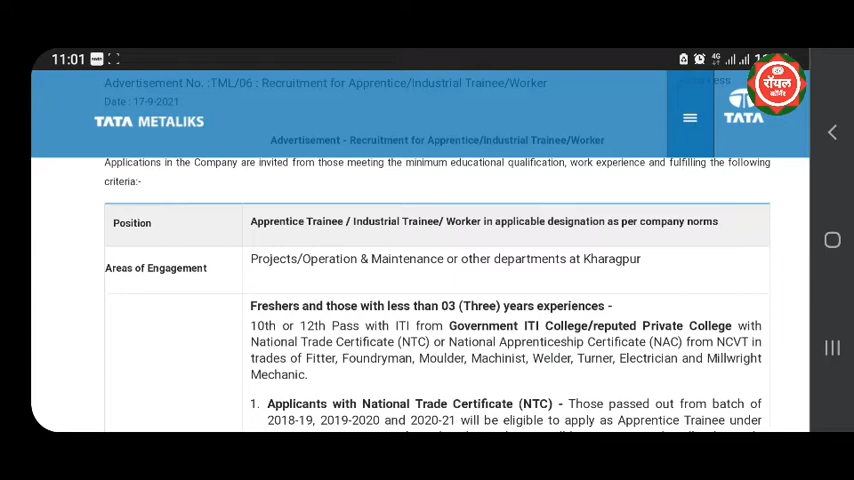 11:01
4G
Advertisement No. :TML/06 : Recruitment for Apprentice/Industrial Trainee/Worker
Date : 17-9-2021
TATA METALIKS
TATA
रॉयल
कॉर्नर
Advertisement - Recruitment for Apprentice/Industrial Trainee/Worker
Applications in the Company are invited from those meeting the minimum educational qualification, work experience and fulfilling the following
criteria:-
Position
Apprentice Trainee / Industrial Trainee/ Worker in applicable designation as per company norms
Areas of Engagement
Projects/Operation & Maintenance or other departments at Kharagpur
Freshers and those with less than 03 (Three) years experiences -
10th or 12th Pass with ITI from Government ITI College/reputed Private College with
National Trade Certificate (NTC) or National Apprenticeship Certificate (NAC) from NCVT in
trades of Fitter, Foundryman, Moulder, Machinist, Welder, Turner, Electrician and Millwright
Mechanic.
1. Applicants with National Trade Certificate (NTC) - Those passed out from batch of
2018-19, 2019-2020 and 2020-21 will be eligible to apply as Apprentice Trainee under